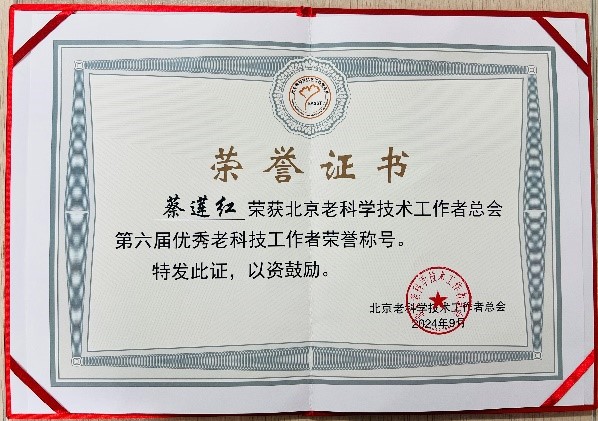 荣誉证书
蔡莲红 荣获北京老科学技术工作者总会
第六届优秀老科技工作者荣誉称号。
特发此证，以资鼓励。
北京老科学技术工作者总会
2024年9月